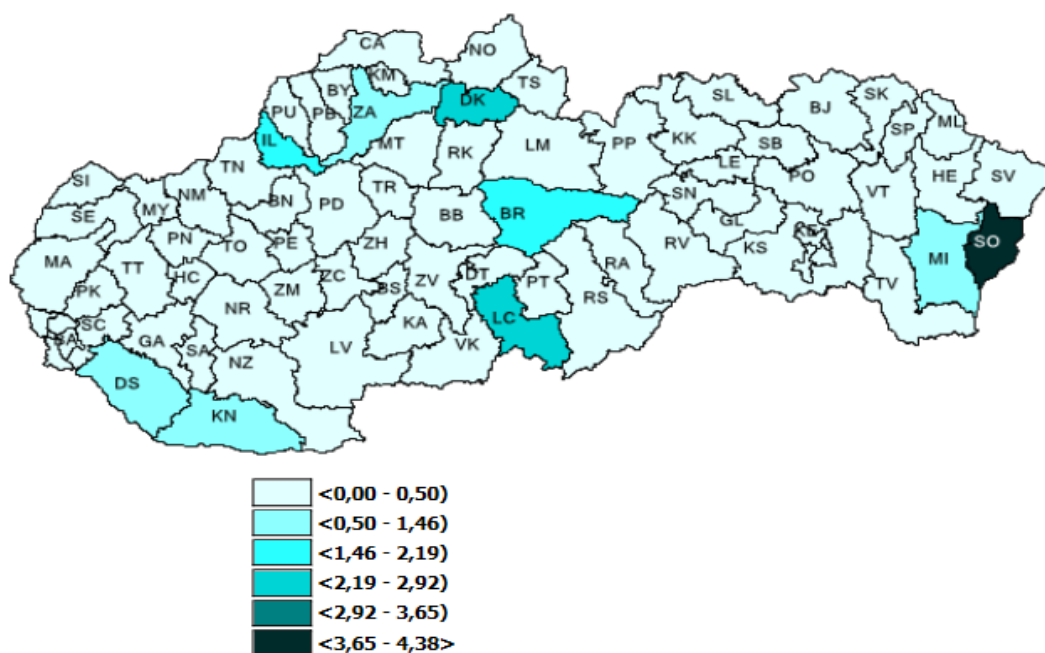 CA NO
BY KM TS
PU PB ZA DK SL BJ SK
IL MT RK LM PP KK SB SP ML
TN LE PO HE SV
SI NM BN PD TR BB BR SN VT
SE MY GL
MA PN TO PE ZH RV KS SO
TT HC ZC ZV DT PT RA MI
PK ZM BS TV
NR RS
SC GA KA LC
BA SA NZ LV VK
DS KN
<0,00 - 0,50)
<0,50 - 1,46)
<1,46 - 2,19)
<2,19 - 2,92)
<2,92 - 3,65)
<3,65 - 4,38>